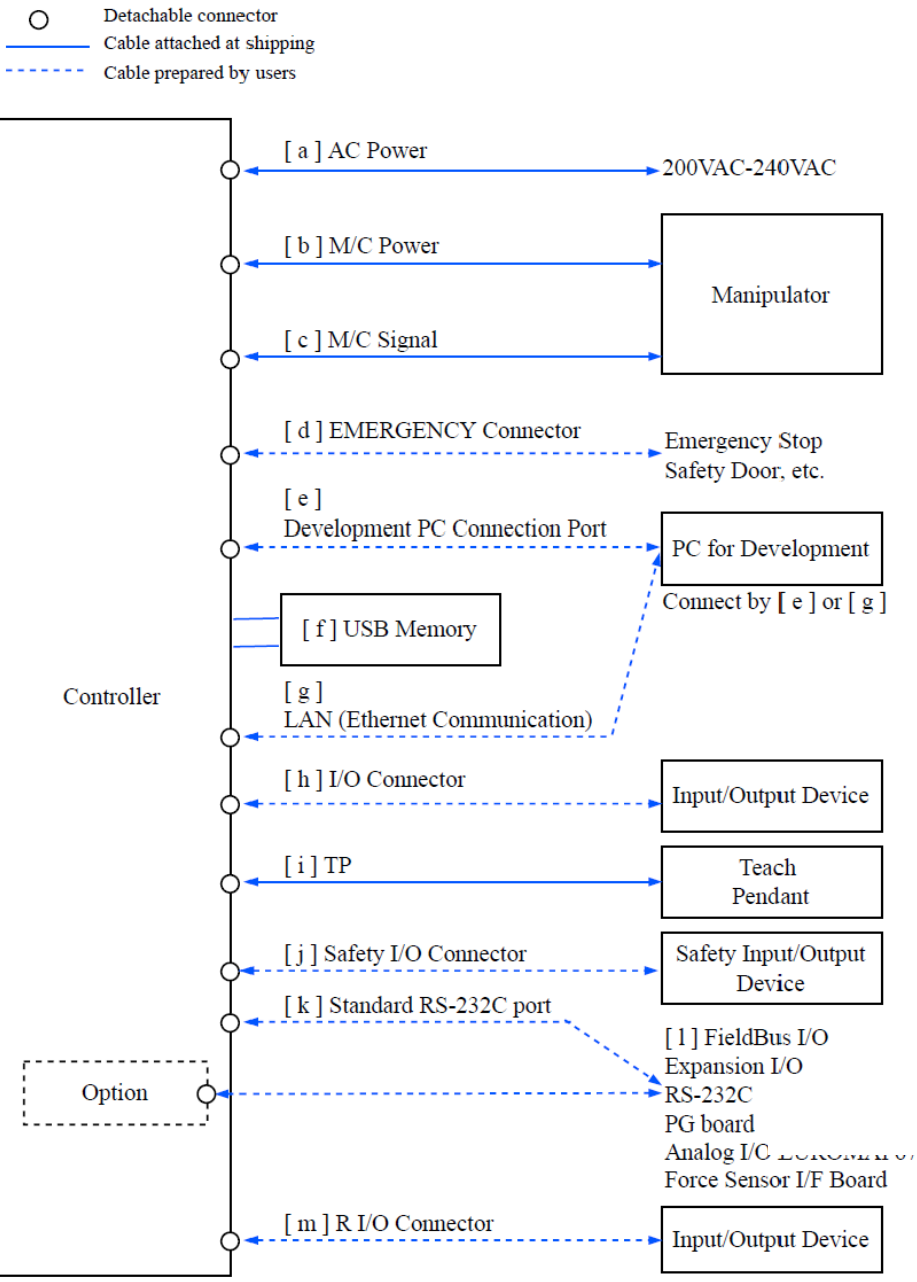 Detachable connector
Cable attached at shipping
Cable prepared by users
[ a ] AC Power
200VAC-240VAC
[ b ] M/C Power
Manipulator
[ c ] M/C Signal
[ d ] EMERGENCY Connector
Emergency Stop
Safety Door, etc.
[ e ]
Development PC Connection Port
PC for Development
Connect by [ e ] or [ g ]
[ f ] USB Memory
Controller
[ g ]
LAN (Ethernet Communication)
[ h ] I/O Connector
Input/Output Device
[ i ] TP
Teach
Pendant
[ j ] Safety I/O Connector
Safety Input/Output
Device
[ k ] Standard RS-232C port
[ l ] FieldBus I/O
Expansion I/O
Option
RS-232C
PG board
Analog I/O
Force Sensor I/F Board
[ m ] R I/O Connector
Input/Output Device